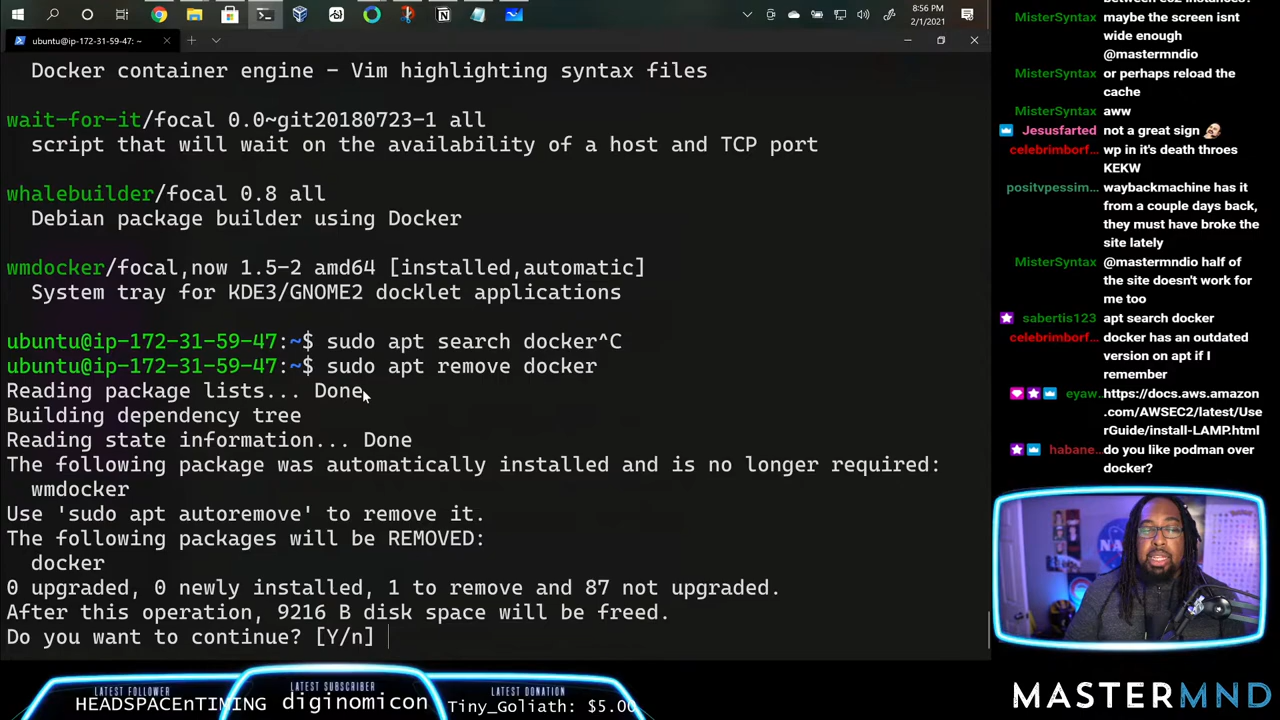 8:56 PM
2/1/2021
ubuntu@ip-172-31-59-47: ~
Docker container engine - Vim highlighting syntax files
wait-for-it/focal 0.0~git20180723-1 all
script that will wait on the availability of a host and TCP port
whalebuilder/focal 0.8 all
Debian package builder using Docker
wmdocker/focal,now 1.5-2 amd64 [installed,automatic]
System tray for KDE3/GNOME2 docklet applications
ubuntu@ip-172-31-59-47:~$ sudo apt search docker^C
ubuntu@ip-172-31-59-47:~$ sudo apt remove docker
Reading package lists... Done
Building dependency tree
Reading state information... Done
The following package was automatically installed and is no longer required:
wmdocker
Use 'sudo apt autoremove' to remove it.
The following packages will be REMOVED:
docker
0 upgraded, 0 newly installed, 1 to remove and 87 not upgraded.
After this operation, 9216 B disk space will be freed.
Do you want to continue? [Y/n]
MisterSyntax maybe the screen isnt
wide enough
@mastermndio
MisterSyntax or perhaps reload the
cache
MisterSyntax aww
Jesusfarted not a great sign
celebrimborf... wp in it's death throes
KEKW
positvpessim... waybackmachine has it
from a couple days back,
they must have broke the
site lately
MisterSyntax @mastermndio half of
the site doesn't work for
me too
sabertis123 apt search docker
celebrimborf... docker has an outdated
version on apt if I
remember
eyaw... https://docs.aws.amazon
.com/AWSEC2/latest/Use
rGuide/install-LAMP.html
habane... do you like podman over
docker?
NASA
LATEST FOLLOWER
HEADSPACEnTIMING
LATEST SUBSCRIBER
diginomicon
LATEST DONATION
Tiny_Goliath: $5.00
MASTERMND